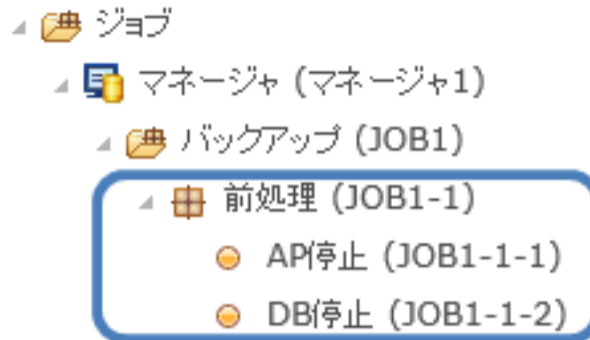 ジョブ
マネージャ (マネージャ1)
バックアップ (JOB1)
前処理 (JOB1-1)
AP停止 (JOB1-1-1)
DB停止 (JOB1-1-2)